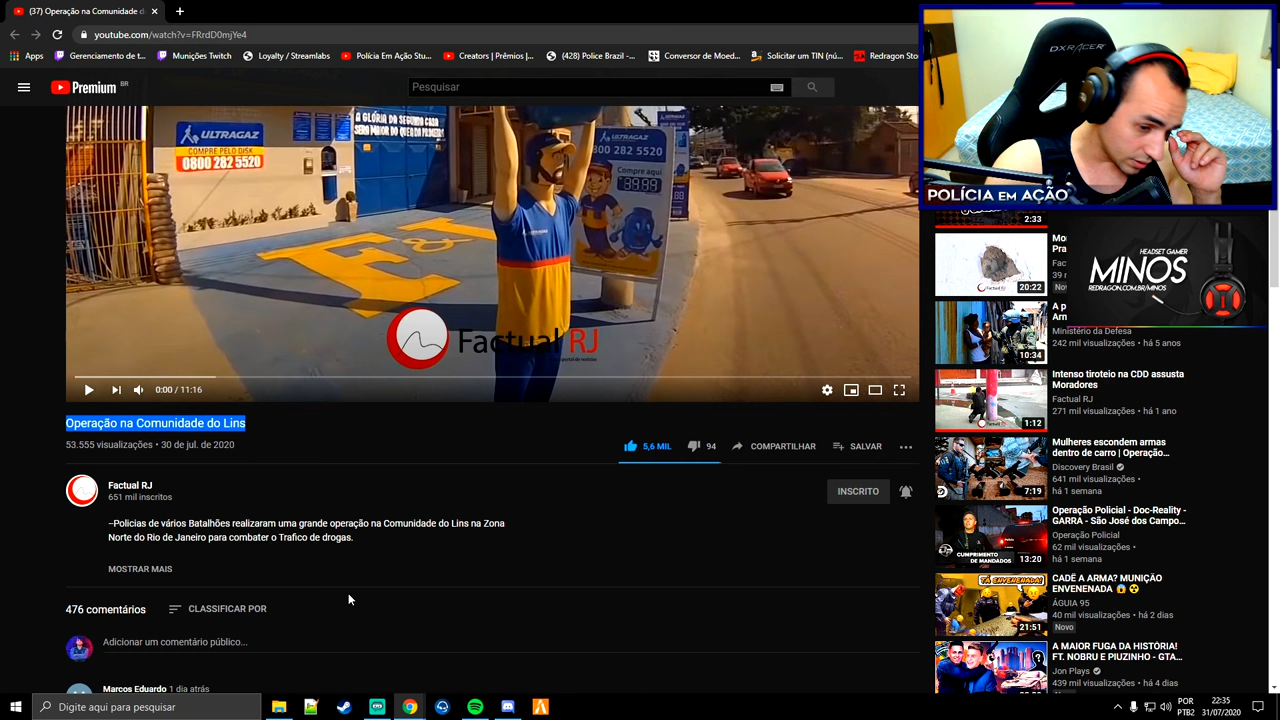 (37) Operação na Comunidade d
youtube.com/watch?v=FRrdD0mjYe4
Apps
Gerenciamento de t...
Munições Twitch
Loyalty / Streamlabs
Polícia Em Ação Stu...
Creators | Prêmios |...
(428) Police Brazil -...
Conversor de Moed...
Solicitar um TIN (nú...
Redragon Sto
Premium BR
Pesquisar
ULTRAGAZ
COMPRE PELO DISK
0800 282 5520
A GLÓRIA DA SEGUNDA CASA
SERÁ MAIOR DO QUE A DA PRIMEIRA
ULTRAGAZ
0800 282 5520
Compre aqui
Factual RJ
0:00 / 11:16
POLÍCIA EM AÇÃO
2:33
HEADSET GAMER
MINOS
REDRAGON.COM.BR/MINOS
Mo
Pra
Fac
39 m
Nov
20:22
A p
Arm
Ministério da Defesa
242 mil visualizações • há 5 anos
10:34
Intenso tiroteio na CDD assusta
Moradores
Factual RJ
271 mil visualizações • há 1 ano
1:12
Mulheres escondem armas
dentro de carro | Operação...
Discovery Brasil
641 mil visualizações •
há 1 semana
7:19
Operação Policial - Doc-Reality -
GARRA - São José dos Campo...
Operação Policial
62 mil visualizações •
há 1 semana
CUMPRIMENTO
DE MANDADOS
13:20
CADÊ A ARMA? MUNIÇÃO
ENVENENADA
ÁGUIA 95
40 mil visualizações • há 2 dias
Novo
TÁ ENVENENADA!
21:51
A MAIOR FUGA DA HISTÓRIA!
FT. NOBRU E PIUZINHO - GTA...
Jon Plays
439 mil visualizações • há 4 dias
Operação na Comunidade do Lins
53.555 visualizações • 30 de jul. de 2020
5,6 MIL
94
COMPARTILHAR
SALVAR
Factual RJ
651 mil inscritos
INSCRITO
–Policias de vários Batalhões realizaram uma grande operação na Comunidade do Lins na Zona
Norte do Rio de Janeiro para combater o tráfico de drogas.
MOSTRAR MAIS
476 comentários
CLASSIFICAR POR
Adicionar um comentário público...
Marcos Eduardo 1 dia atrás
Digite aqui para pesquisar
POR
PTB2
22:35
31/07/2020